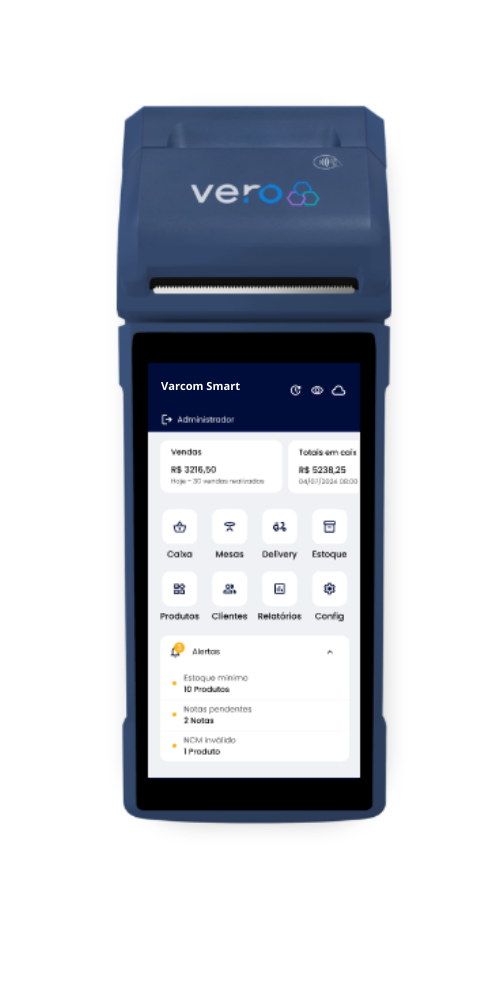 vero
Varcom Smart
Administrador
Vendas
R$ 3216,50
Hoje - 30 vendas realizadas
Totais em caix
R$ 5238,25
04/07/2024 08:00
Caixa
Mesas
Delivery
Estoque
Produtos
Clientes
Relatórios
Config
Alertas
Estoque mínimo
10 Produtos
Notas pendentes
2 Notas
NCM inválido
1 Produto